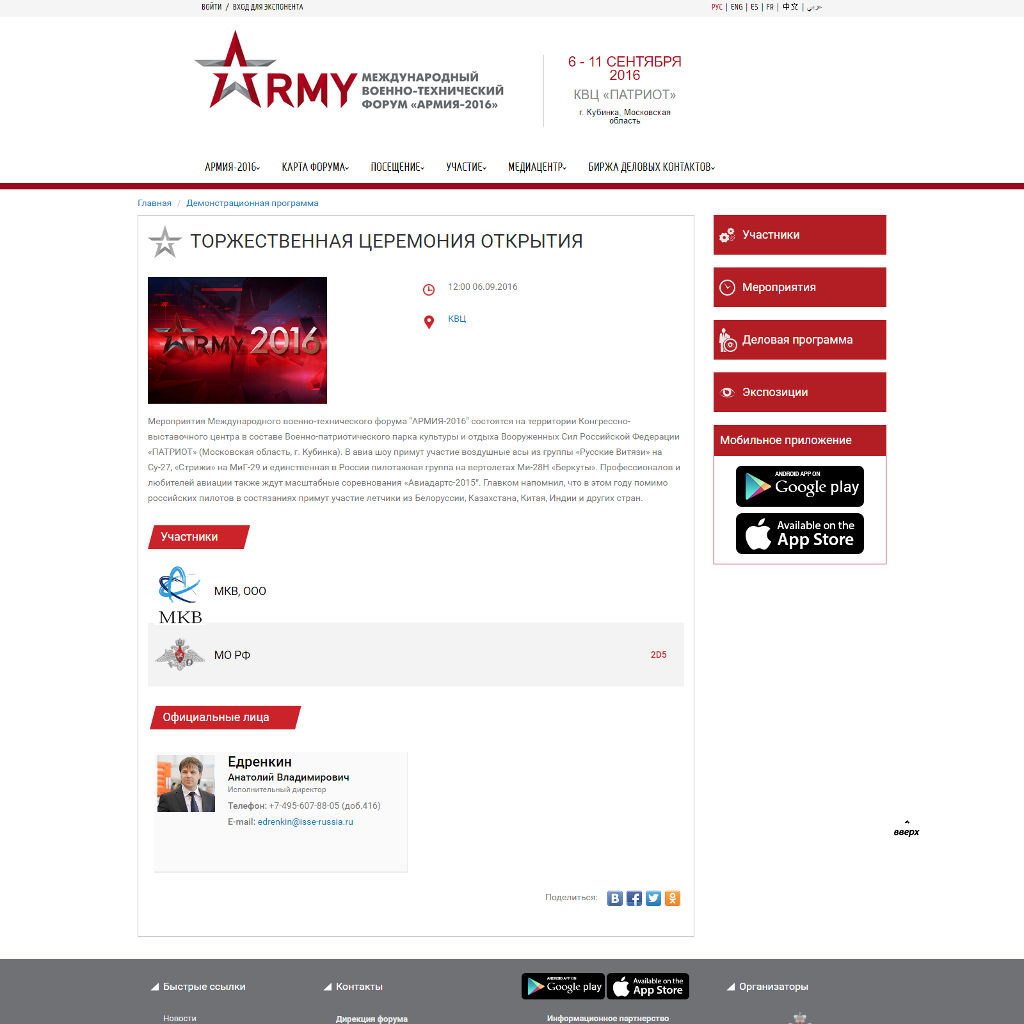 ВОЙТИ / ВХОД ДЛЯ ЭКСПОНЕНТА
РУС | ENG | ES | FR | 中文 | عربي
ARMY
МЕЖДУНАРОДНЫЙ
ВОЕННО-ТЕХНИЧЕСКИЙ
ФОРУМ «АРМИЯ-2016»
6 - 11 СЕНТЯБРЯ
2016
КВЦ «ПАТРИОТ»
г. Кубинка, Московская
область
АРМИЯ-2016 КАРТА ФОРУМА ПОСЕЩЕНИЕ УЧАСТИЕ МЕДИАЦЕНТР БИРЖА ДЕЛОВЫХ КОНТАКТОВ
Главная / Демонстрационная программа
ТОРЖЕСТВЕННАЯ ЦЕРЕМОНИЯ ОТКРЫТИЯ
ARMY 2016
12:00 06.09.2016
КВЦ
Мероприятия Международного военно-технического форума "АРМИЯ-2016" состоятся на территории Конгрессно-
выставочного центра в составе Военно-патриотического парка культуры и отдыха Вооруженных Сил Российской Федерации
«ПАТРИОТ» (Московская область, г. Кубинка). В авиа шоу примут участие воздушные асы из группы «Русские Витязи» на
Су-27, «Стрижи» на МиГ-29 и единственная в России пилотажная группа на вертолетах Ми-28Н «Беркуты». Профессионалов и
любителей авиации также ждут масштабные соревнования «Авиадартс-2015". Главком напомнил, что в этом году помимо
российских пилотов в состязаниях примут участие летчики из Белоруссии, Казахстана, Китая, Индии и других стран.
Участники
МКВ
МКВ, ООО
МО РФ
2D5
Официальные лица
Едренкин
Анатолий Владимирович
Исполнительный директор
Телефон: +7-495-607-88-05 (доб.416)
E-mail: edrenkin@isse-russia.ru
Поделиться:
Участники
Мероприятия
Деловая программа
Экспозиции
Мобильное приложение
ANDROID APP ON
Google play
Available on the
App Store
вверх
Быстрые ссылки
Новости
Контакты
Дирекция форума
ANDROID APP ON
Google play
Available on the
App Store
Информационное партнерство
Организаторы